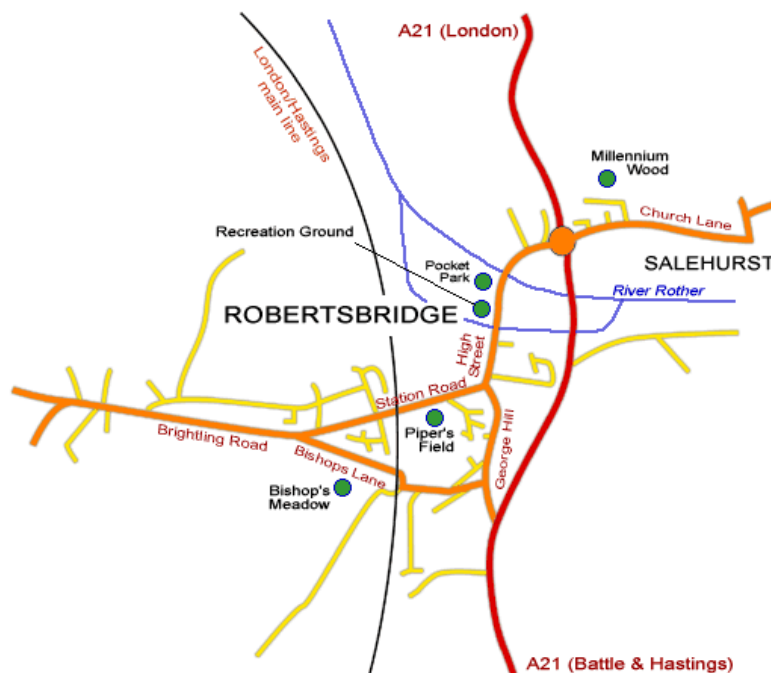 A21 (London)
London/Hastings
main line
Millennium
Wood
Church Lane
Recreation Ground
SALEHURST
Pocket
Park
River Rother
ROBERTSBRIDGE
High
Street
Station Road
Piper's
Field
Brightling Road
Bishops Lane
George Hill
Bishop's
Meadow
A21 (Battle & Hastings)